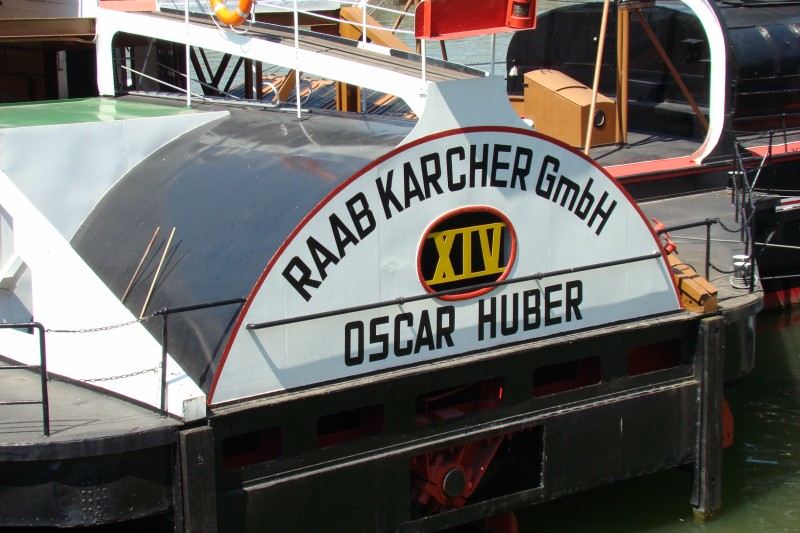 RAAB KARCHER GmbH
XIV
OSCAR HUBER